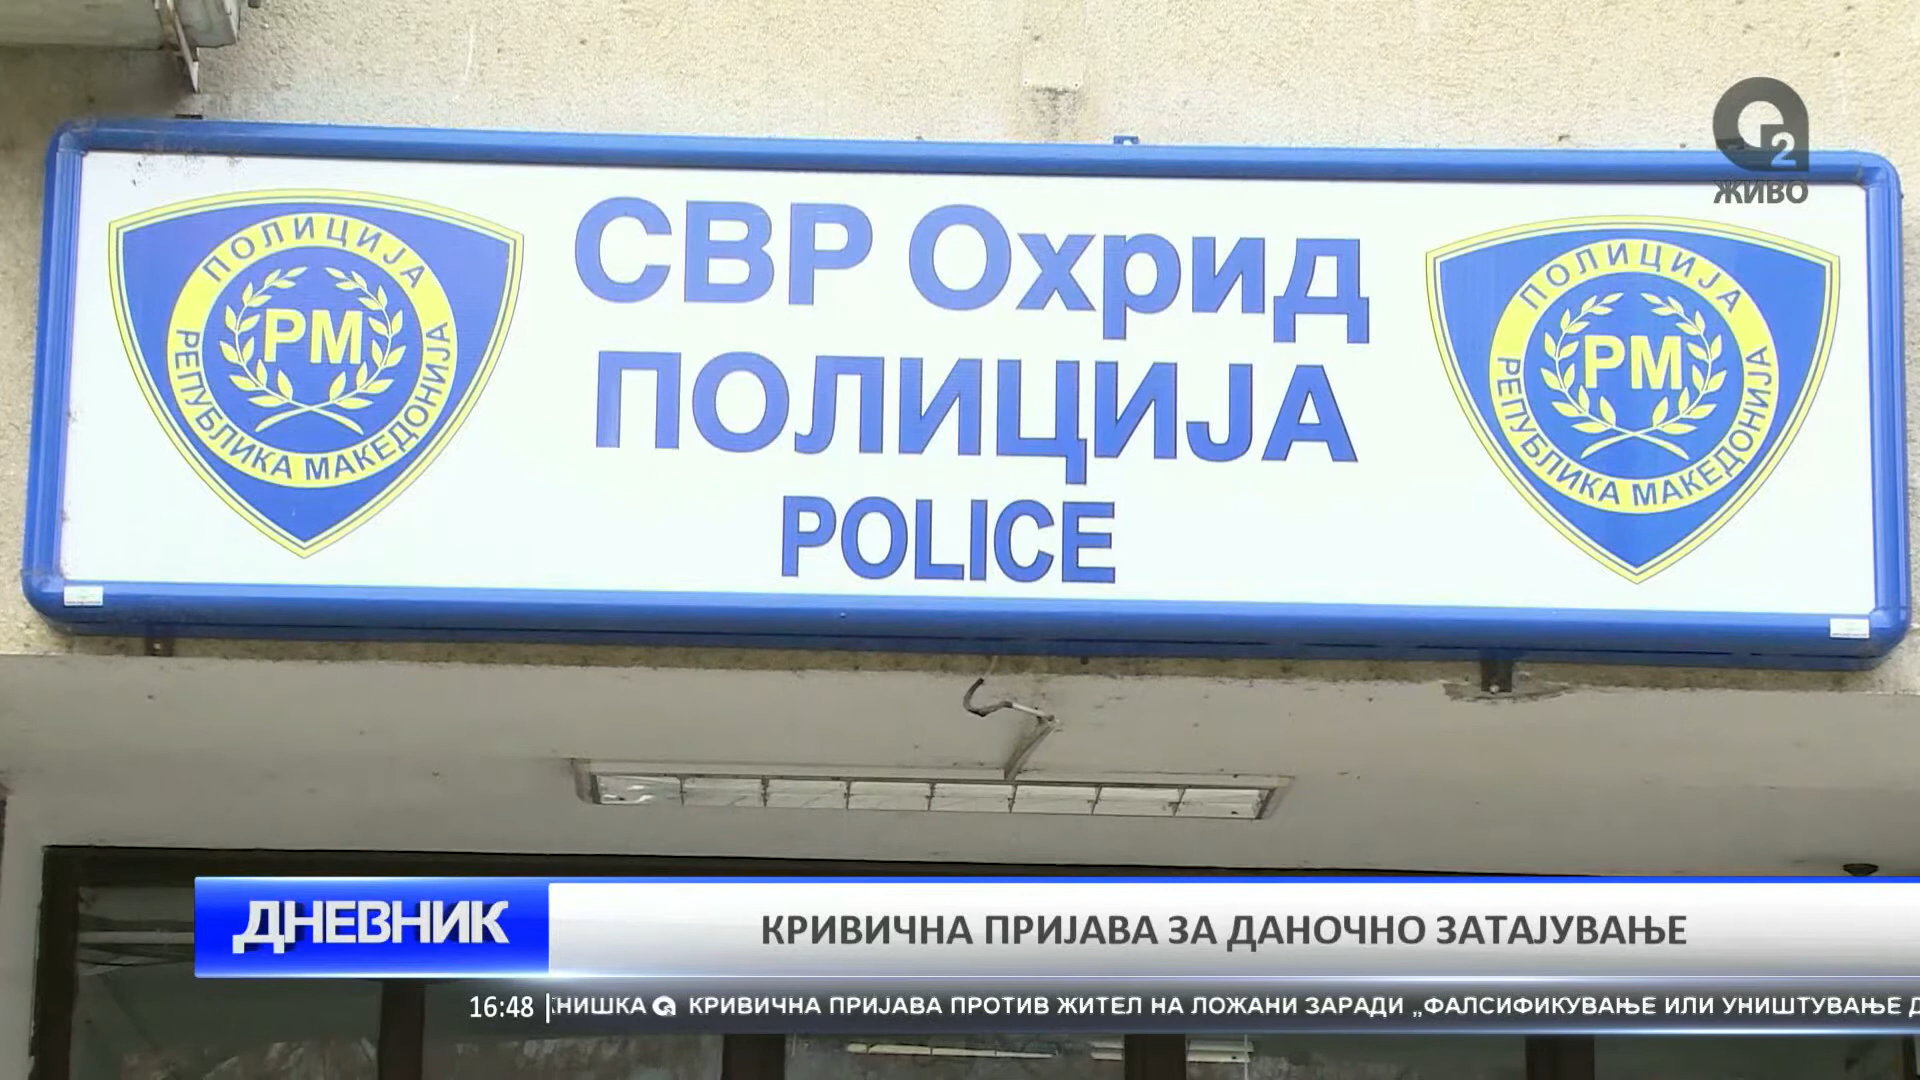 2
ЖИВО
СВР Охрид
ПОЛИЦИЈА
POLICE
ПОЛИЦИЈА
РМ
РЕПУБЛИКА МАКЕДОНИЈА
ПОЛИЦИЈА
РМ
РЕПУБЛИКА МАКЕДОНИЈА
ДНЕВНИК
КРИВИЧНА ПРИЈАВА ЗА ДАНОЧНО ЗАТАЈУВАЊЕ
16:48
КРИВИЧНА ПРИЈАВА ПРОТИВ ЖИТЕЛ НА ЛОЖАНИ ЗАРАДИ „ФАЛСИФИКУВАЊЕ ИЛИ УНИШТУВАЊЕ